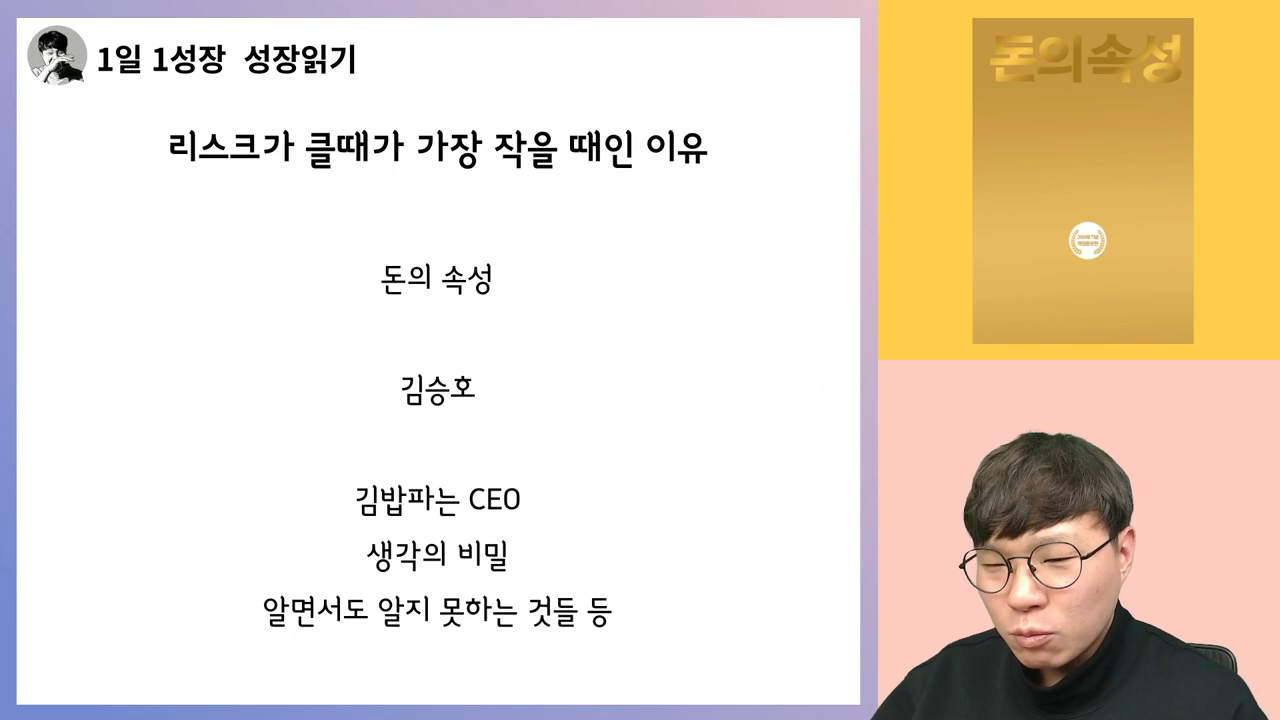 1일 1성장 성장읽기
리스크가 클때가 가장 작을 때인 이유
돈의 속성
김승호
김밥파는 CEO
생각의 비밀
알면서도 알지 못하는 것들 등
돈의 속성